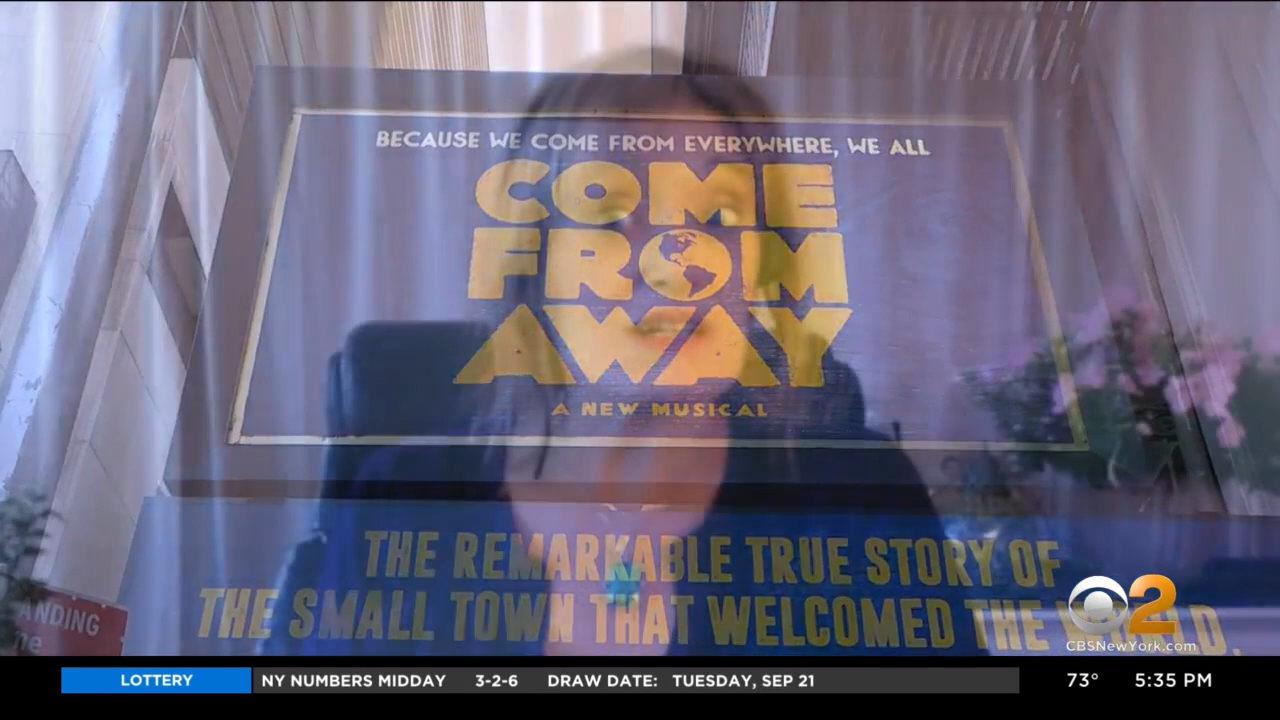 BECAUSE WE COME FROM EVERYWHERE, WE ALL
COME
FROM
AWAY
A NEW MUSICAL
THE REMARKABLE TRUE STORY OF
THE SMALL TOWN THAT WELCOMED THE WORLD.
ANDING
ne
2
CBSNewYork.com
LOTTERY NY NUMBERS MIDDAY 3-2-6 DRAW DATE: TUESDAY, SEP 21 73° 5:35 PM